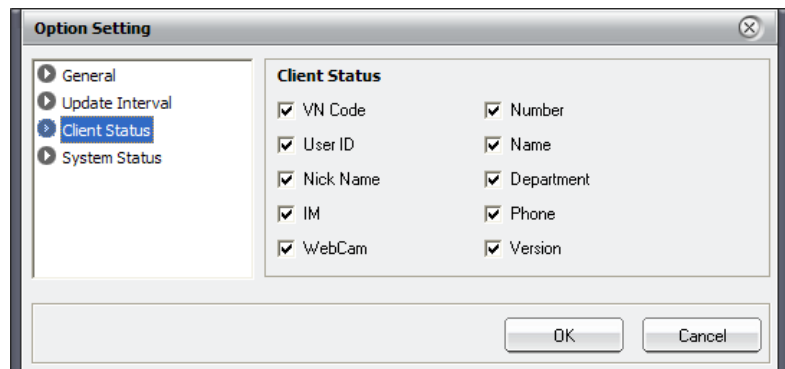 Option Setting
General
Update Interval
Client Status
System Status
Client Status
VN Code
Number
User ID
Name
Nick Name
Department
IM
Phone
WebCam
Version
OK
Cancel